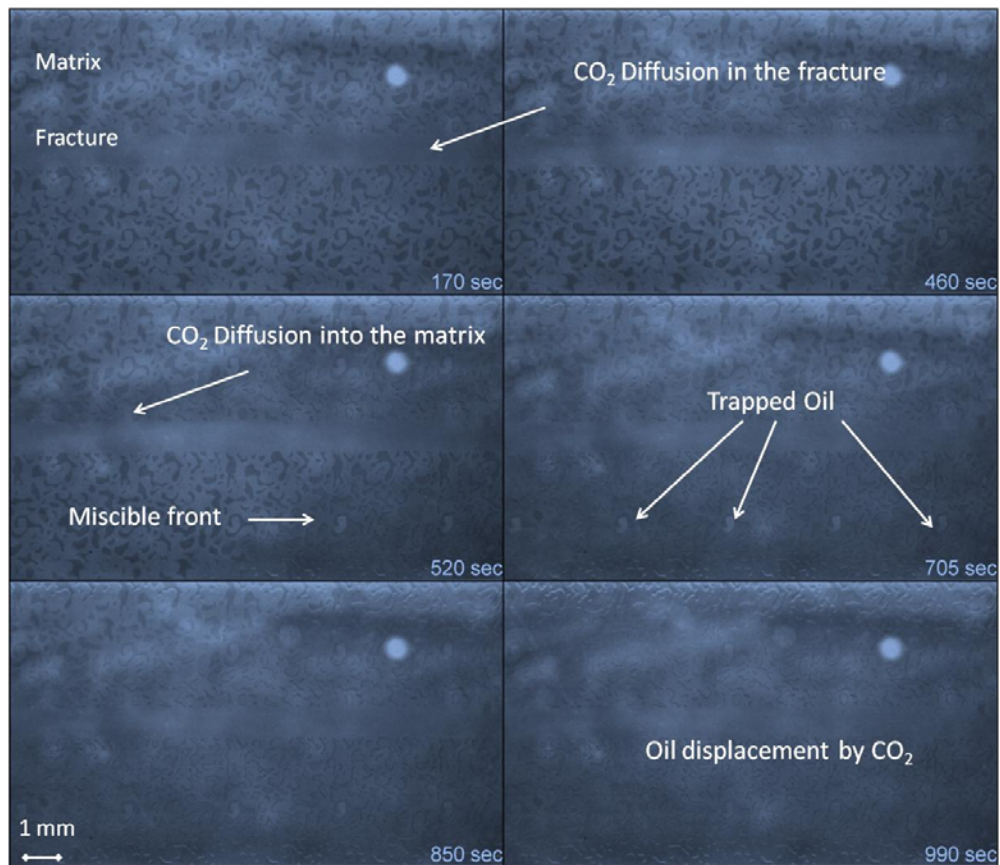 Matrix
CO₂ Diffusion in the fracture
Fracture
170 sec
460 sec
CO₂ Diffusion into the matrix
Trapped Oil
Miscible front
520 sec
705 sec
Oil displacement by CO₂
1 mm
850 sec
990 sec